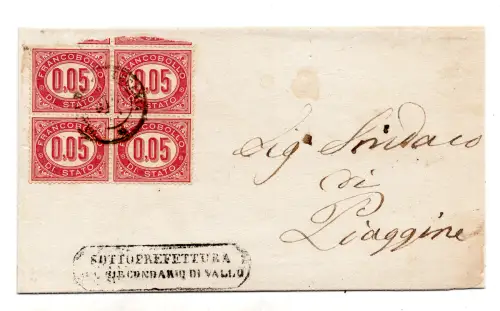 FRANCOBOLLO
0,05
DI STATO
FRANCOBOLLO
0,05
DI STATO
FRANCOBOLLO
0,05
DI STATO
FRANCOBOLLO
0,05
DI STATO
Sig Sindaco
di
Piaggine
SOTTOPREFETTURA
CIRCONDARIO DI VALLO